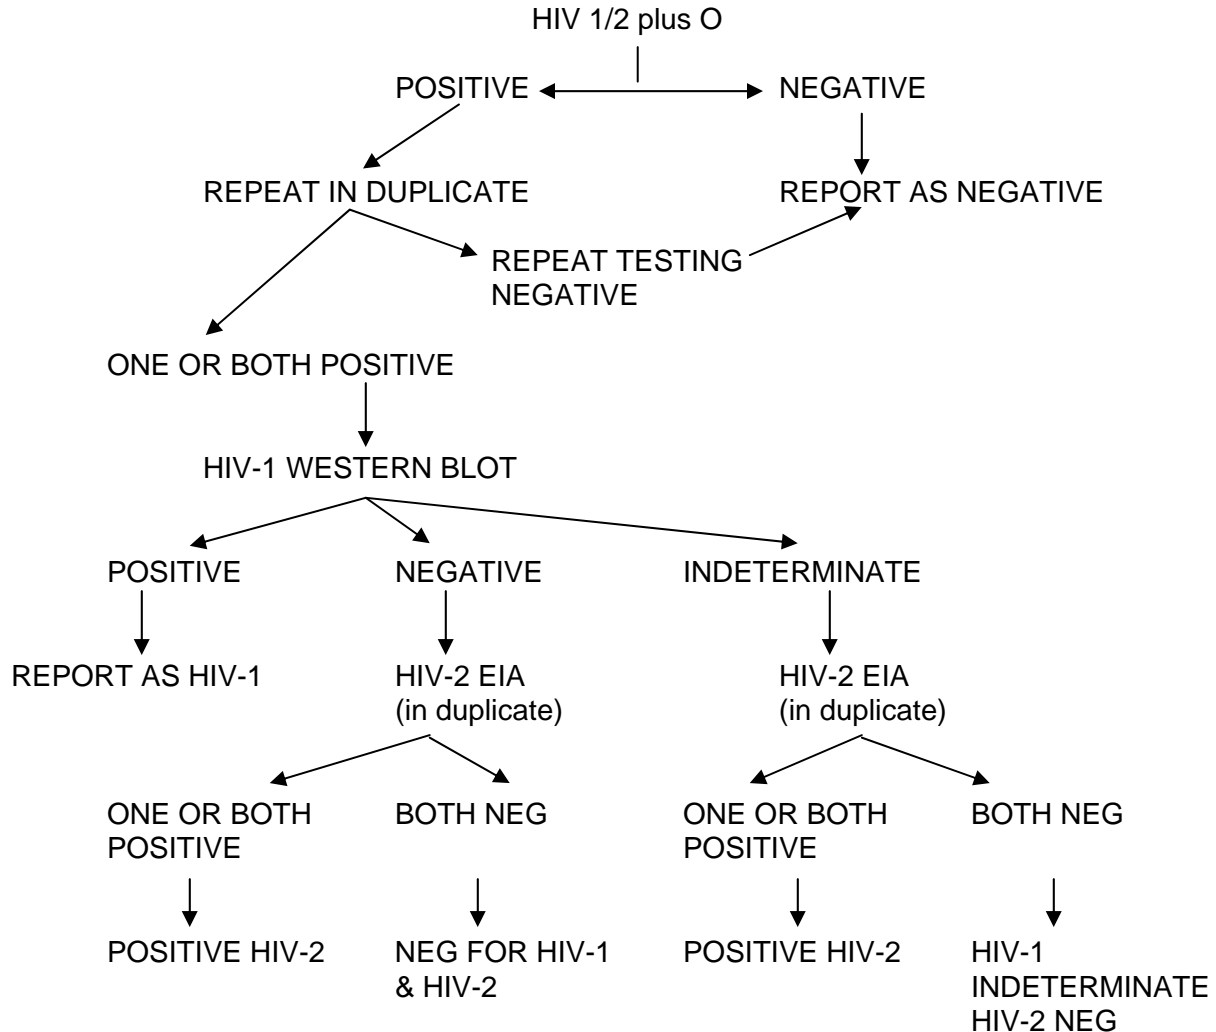 HIV 1/2 plus O
POSITIVE
NEGATIVE
REPEAT IN DUPLICATE
REPORT AS NEGATIVE
REPEAT TESTING
NEGATIVE
ONE OR BOTH POSITIVE
HIV-1 WESTERN BLOT
POSITIVE
NEGATIVE
INDETERMINATE
REPORT AS HIV-1
HIV-2 EIA
(in duplicate)
HIV-2 EIA
(in duplicate)
ONE OR BOTH
POSITIVE
BOTH NEG
ONE OR BOTH
POSITIVE
BOTH NEG
POSITIVE HIV-2
NEG FOR HIV-1
& HIV-2
POSITIVE HIV-2
HIV-1
INDETERMINATE
HIV-2 NEG